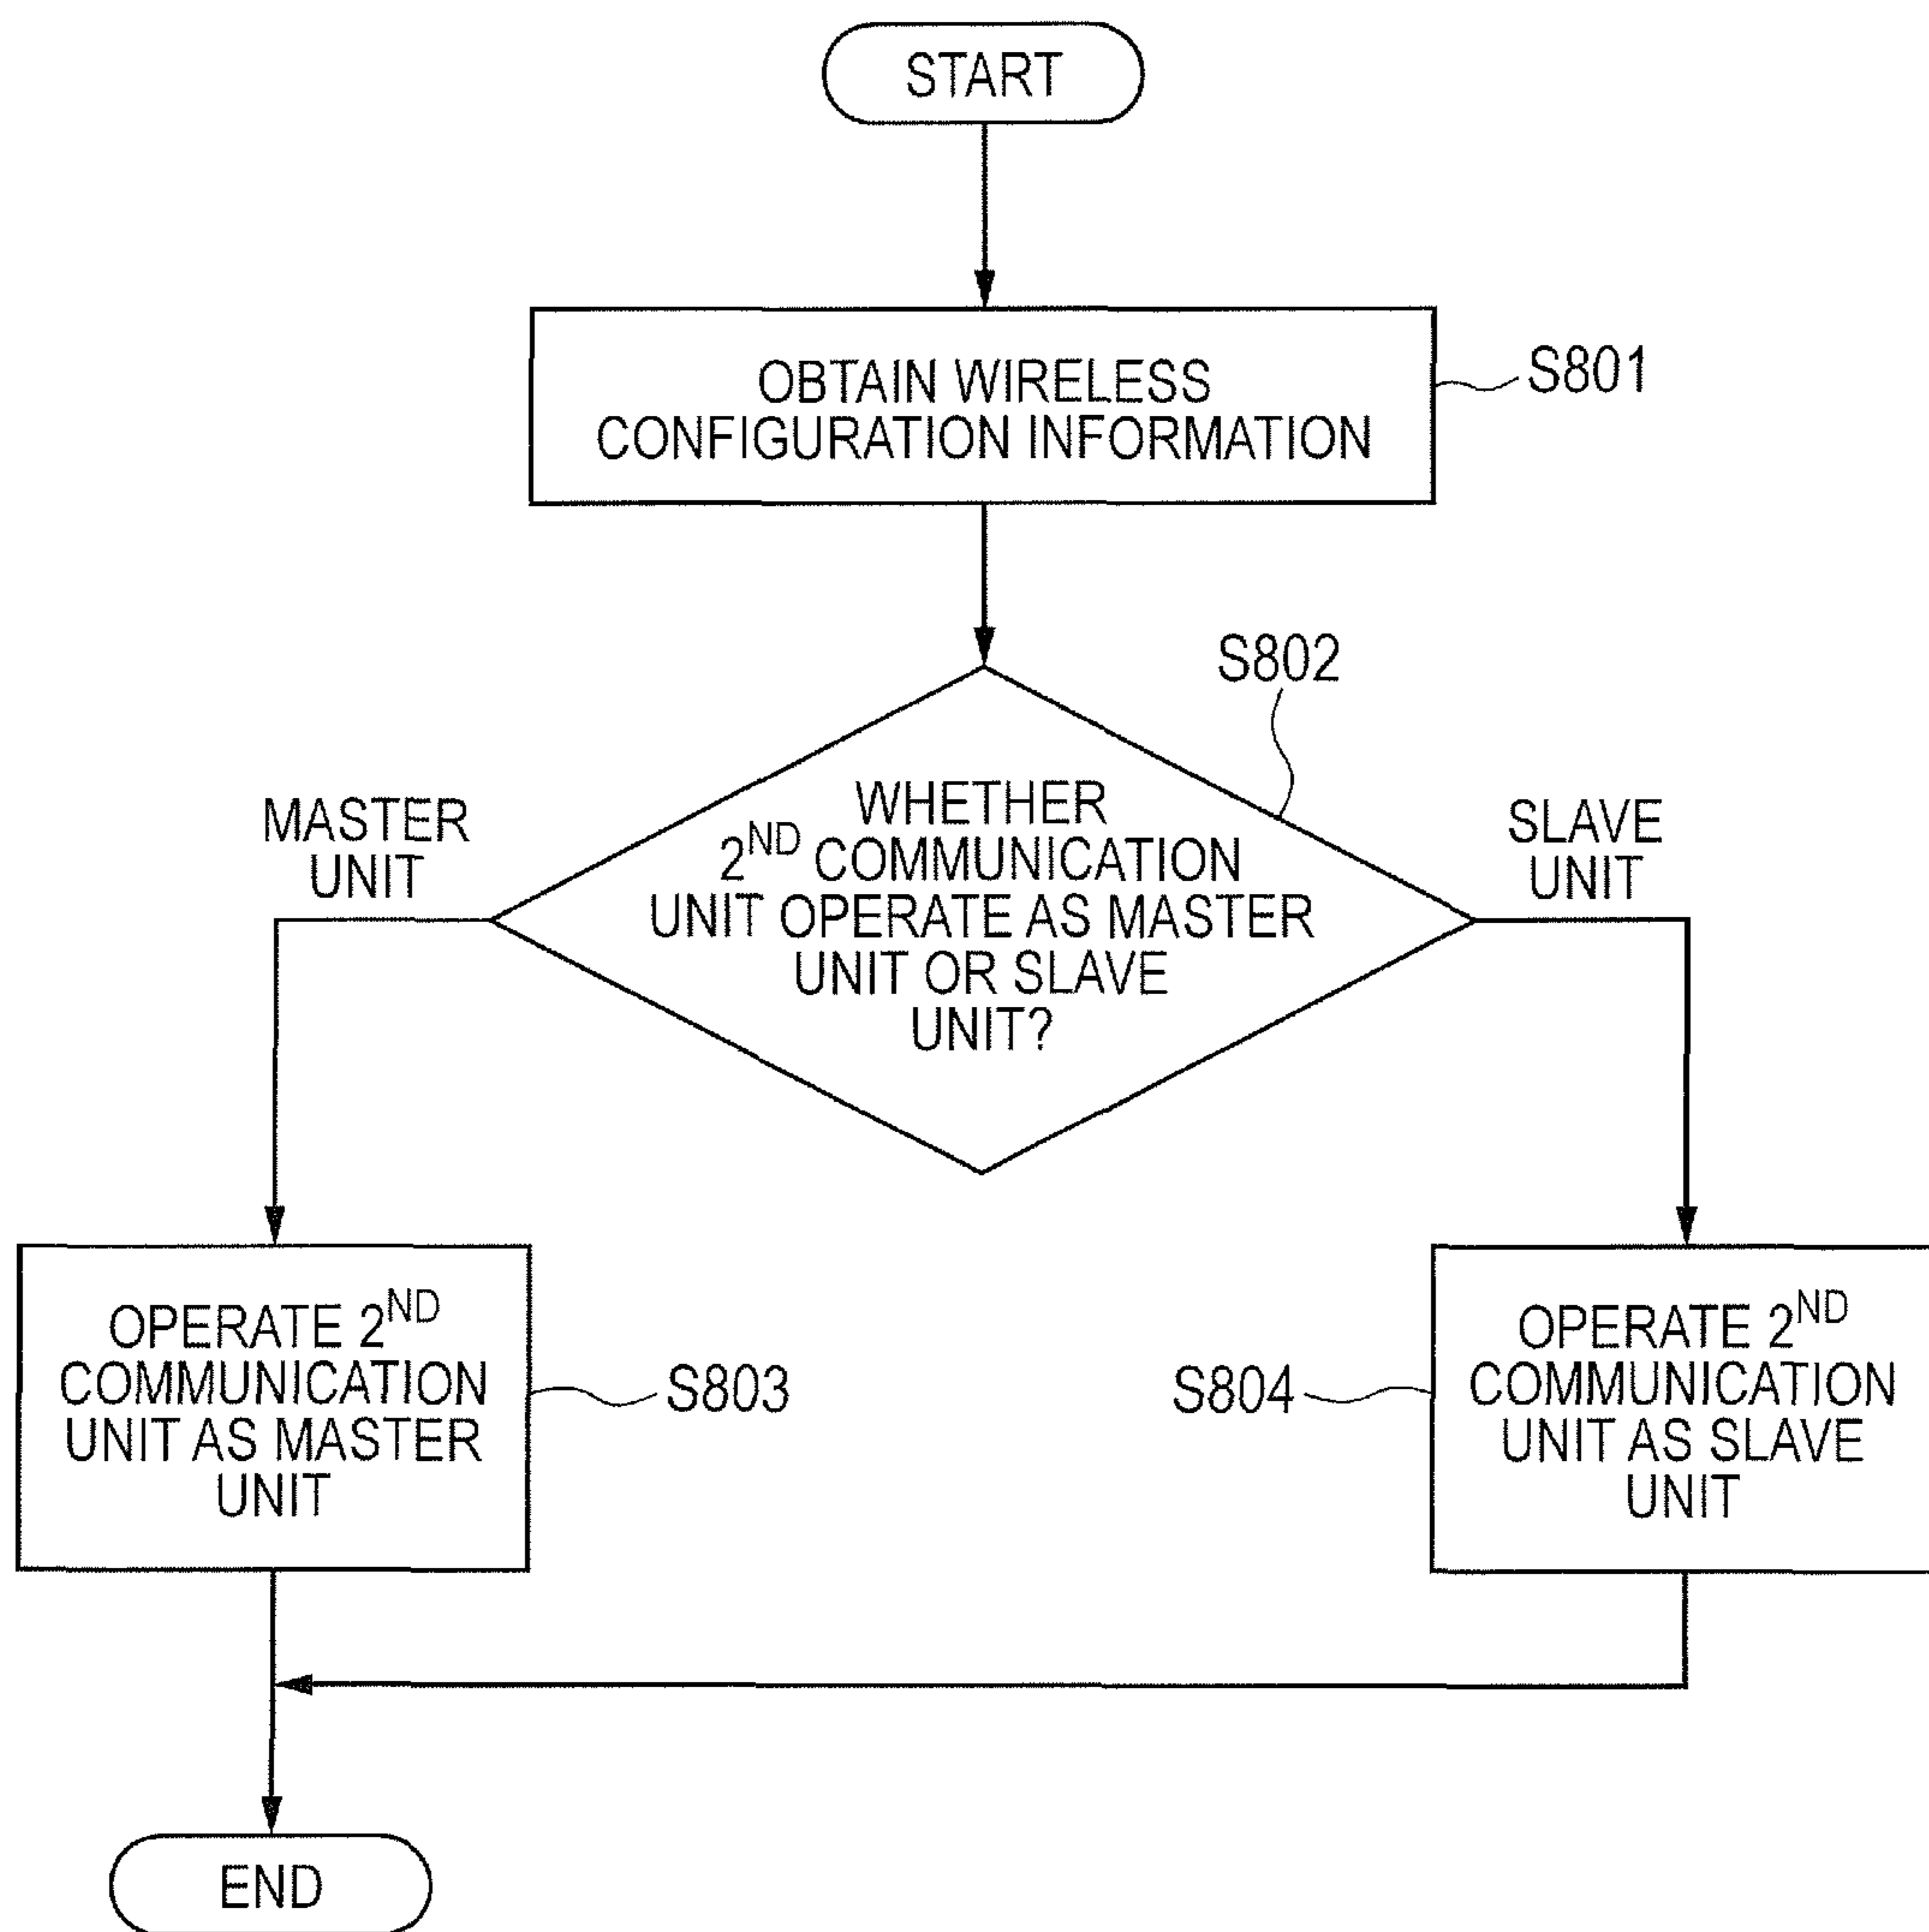 START
OBTAIN WIRELESS
CONFIGURATION INFORMATION
S801
S802
WHETHER
2ND COMMUNICATION
UNIT OPERATE AS MASTER
UNIT OR SLAVE
UNIT?
MASTER
UNIT
SLAVE
UNIT
OPERATE 2ND
COMMUNICATION
UNIT AS MASTER
UNIT
S803
S804
OPERATE 2ND
COMMUNICATION
UNIT AS SLAVE
UNIT
END